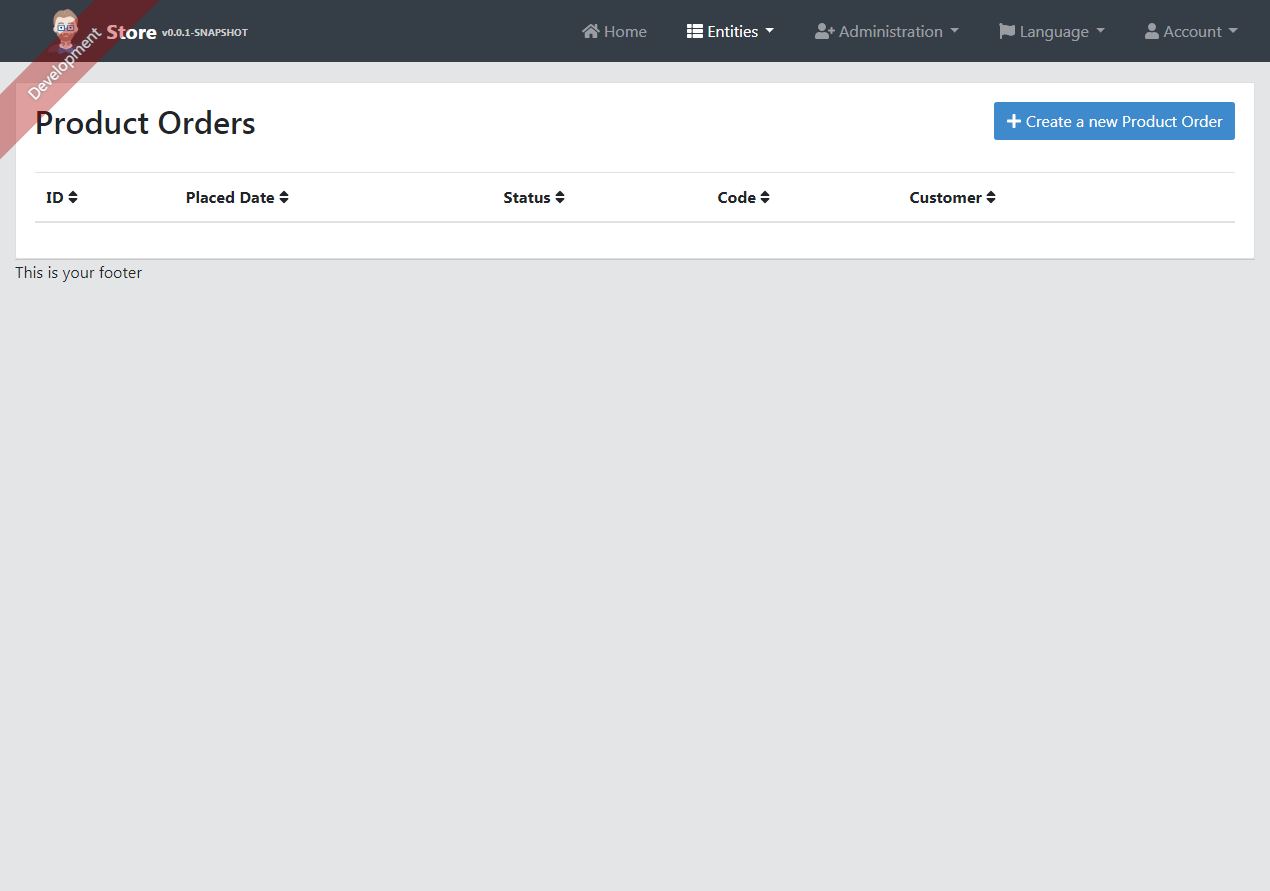 Store v0.0.1-SNAPSHOT Home Entities Administration Language Account
Development
Product Orders Create a new Product Order
ID Placed Date Status Code Customer
This is your footer